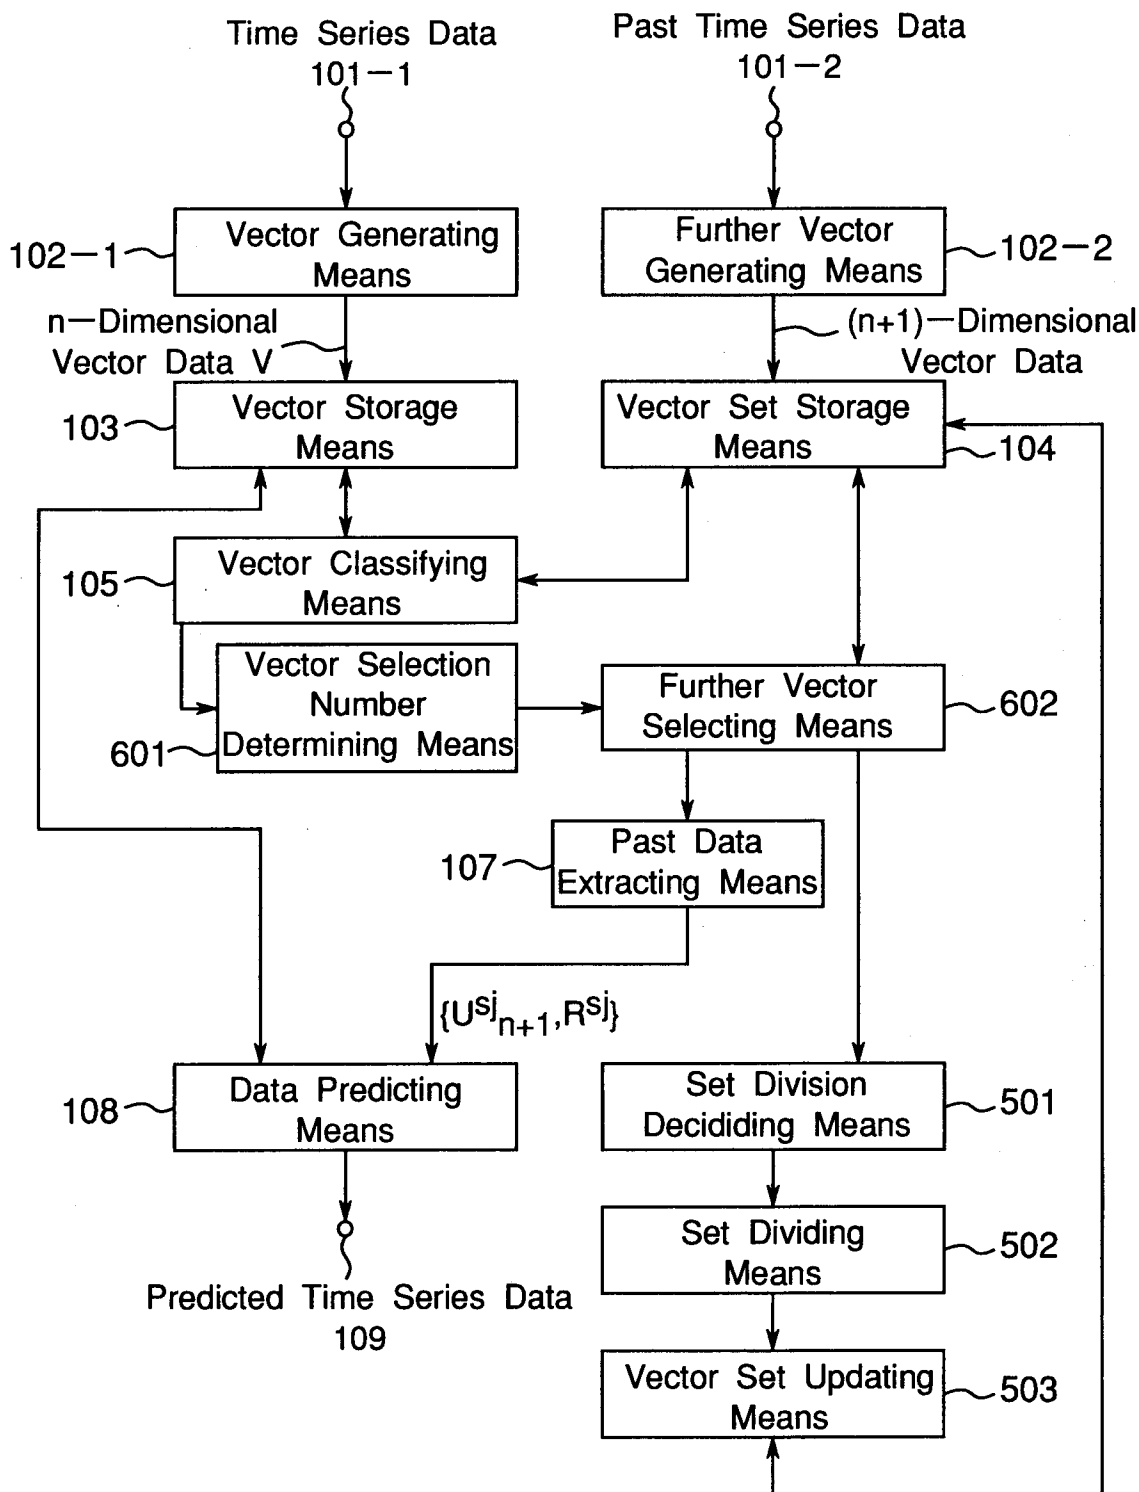 Time Series Data
101-1
Past Time Series Data
101-2
102-1
Vector Generating
Means
Further Vector
Generating Means
102-2
n-Dimensional
Vector Data V
(n+1)-Dimensional
Vector Data
103
Vector Storage
Means
Vector Set Storage
Means
104
105
Vector Classifying
Means
Vector Selection
Number
Determining Means
601
Further Vector
Selecting Means
602
107
Past Data
Extracting Means
{U^{sj}_{n+1}, R^{sj}}
108
Data Predicting
Means
Set Division
Decididing Means
501
Set Dividing
Means
502
Predicted Time Series Data
109
Vector Set Updating
Means
503